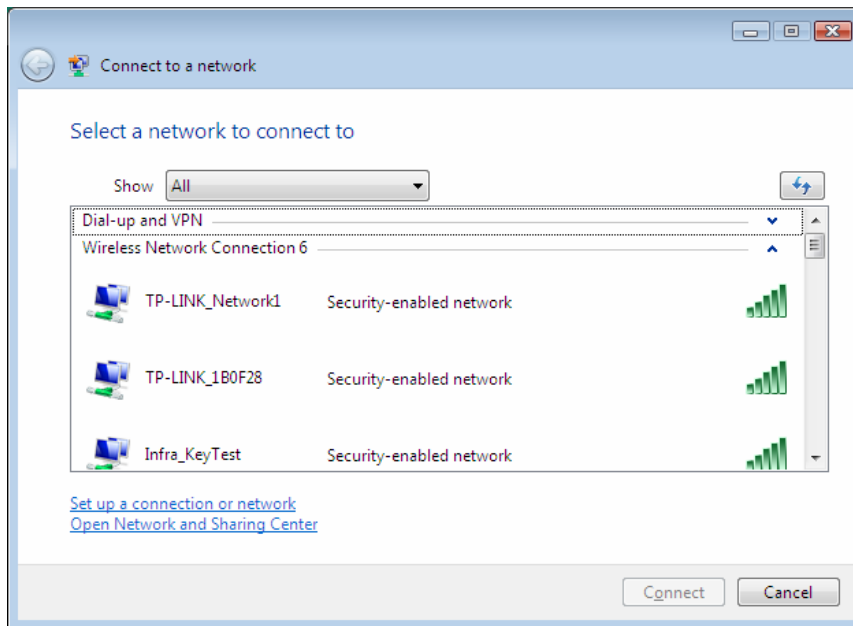 Connect to a network
Select a network to connect to
Show All
Dial-up and VPN
Wireless Network Connection 6
TP-LINK_Network1 Security-enabled network
TP-LINK_1B0F28 Security-enabled network
Infra_KeyTest Security-enabled network
Set up a connection or network
Open Network and Sharing Center
Connect Cancel